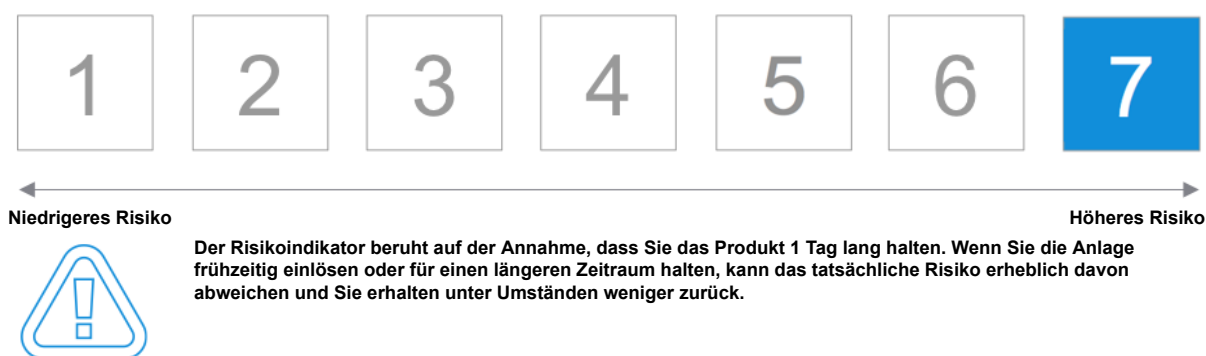 1 2 3 4 5 6 7
Niedrigeres Risiko Höheres Risiko
Der Risikoindikator beruht auf der Annahme, dass Sie das Produkt 1 Tag lang halten. Wenn Sie die Anlage
frühzeitig einlösen oder für einen längeren Zeitraum halten, kann das tatsächliche Risiko erheblich davon
abweichen und Sie erhalten unter Umständen weniger zurück.